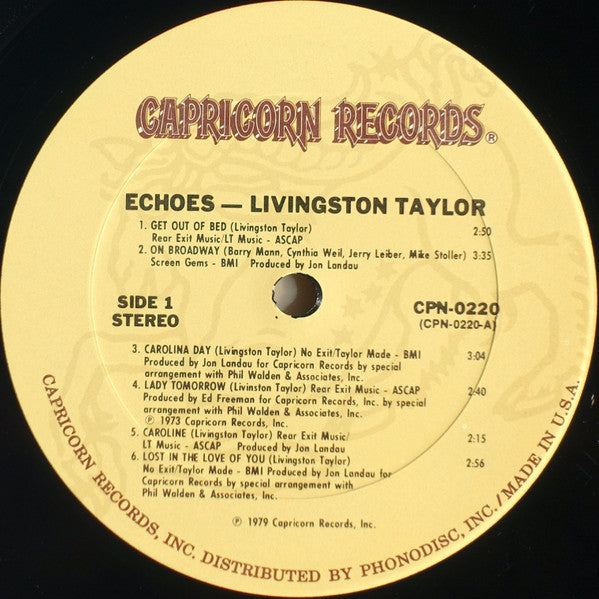 CAPRICORN RECORDS®
ECHOES — LIVINGSTON TAYLOR
1. GET OUT OF BED (Livingston Taylor)
Rear Exit Music/LT Music - ASCAP 2:50
2. ON BROADWAY (Barry Mann, Cynthia Weil, Jerry Leiber, Mike Stoller) 3:35
Screen Gems - BMI Produced by Jon Landau
SIDE 1
STEREO
CPN-0220
(CPN-0220-A)
3. CAROLINA DAY (Livingston Taylor) No Exit/Taylor Made - BMI 3:04
Produced by Jon Landau for Capricorn Records by special
arrangement with Phil Walden & Associates, Inc.
4. LADY TOMORROW (Livinston Taylor) Rear Exit Music - ASCAP 2:40
Produced by Ed Freeman for Capricorn Records by special
arrangement with Phil Walden & Associates, Inc.
℗ 1973 Capricorn Records, Inc.
5. CAROLINE (Livingston Taylor) Rear Exit Music/
LT Music - ASCAP Produced by Jon Landau 2:15
6. LOST IN THE LOVE OF YOU (Livingston Taylor) 2:56
No Exit/Taylor Made - BMI Produced by Jon Landau for
Capricorn Records by special arrangement with
Phil Walden & Associates, Inc.
℗ 1979 Capricorn Records, Inc.
CAPRICORN RECORDS, INC. DISTRIBUTED BY PHONODISC, INC./MADE IN U.S.A.